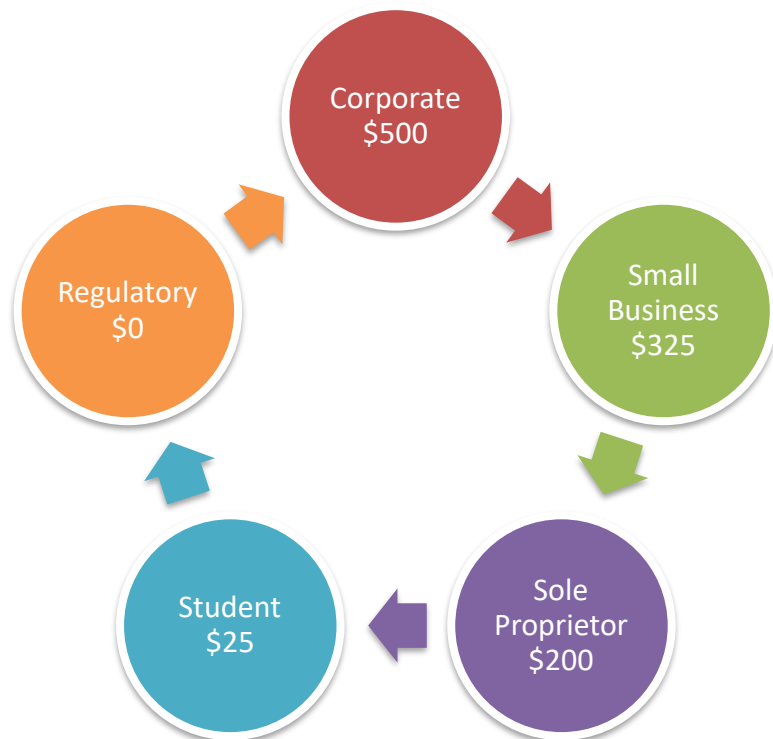 Corporate
$500
Small
Business
$325
Sole
Proprietor
$200
Student
$25
Regulatory
$0